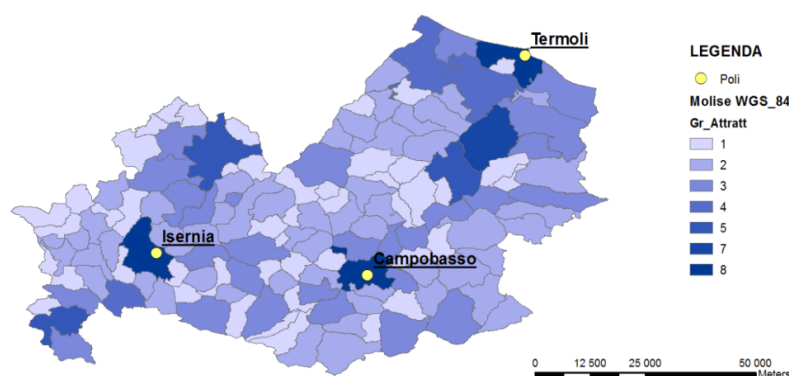 Termoli
Isernia
Campobasso
LEGENDA
Poli
Molise WGS_84
Gr_Attratt
1
2
3
4
5
7
8
0 12 500 25 000 50 000
Meters